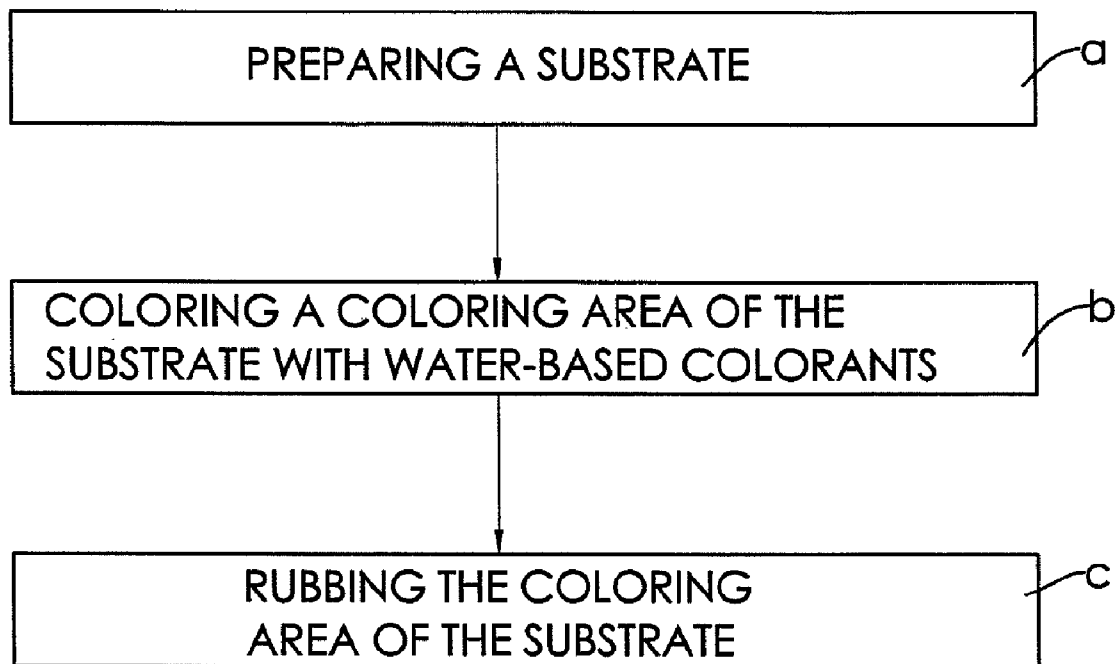 PREPARING A SUBSTRATE
a
COLORING A COLORING AREA OF THE
SUBSTRATE WITH WATER-BASED COLORANTS
b
RUBBING THE COLORING
AREA OF THE SUBSTRATE
c